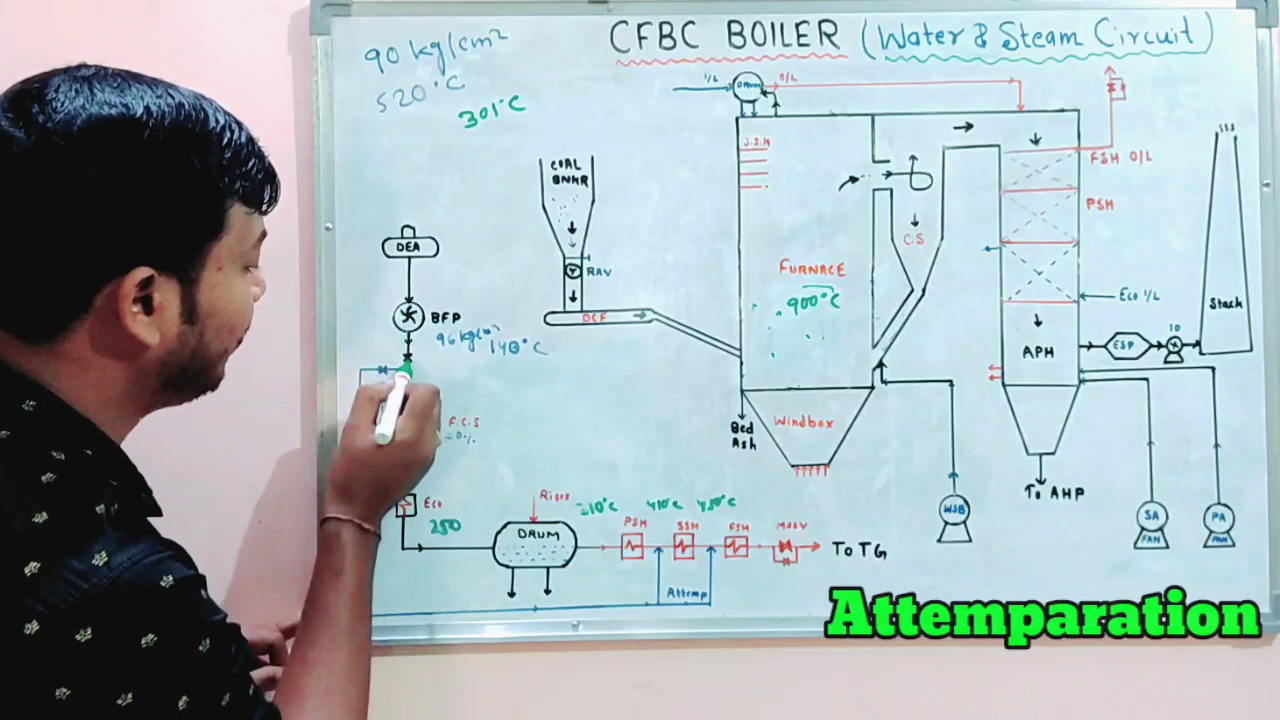 CFBC BOILER (Water & Steam Circuit)
90 kg/cm²
520°C
301°C
I/L
DRUM
O/L
S.S.H
COAL
BNKR
RAV
DCF
DEA
BFP
96 kg/cm²
140°C
F.C.S
Eco
250
Riser
DRUM
PSH
410°C
SSH
450°C
FSH
MSSV
To TG
Attemp
FURNACE
900°C
Windbox
Bed
Ash
C.S
FSH O/L
PSH
Eco I/L
APH
ESP
ID
Stack
To AHP
WSB
SA
FAN
PA
FAN
Attemparation